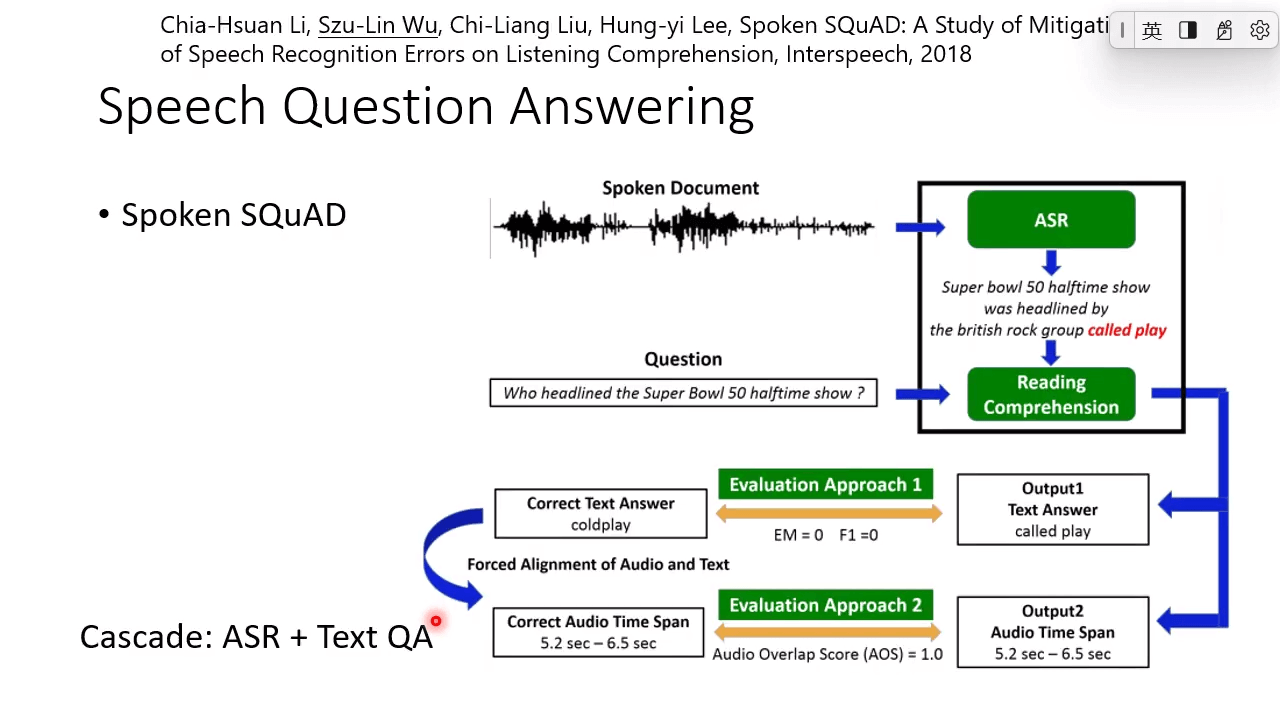 Chia-Hsuan Li, Szu-Lin Wu, Chi-Liang Liu, Hung-yi Lee, Spoken SQuAD: A Study of Mitigati
of Speech Recognition Errors on Listening Comprehension, Interspeech, 2018
英
Speech Question Answering
• Spoken SQuAD
Spoken Document
ASR
Super bowl 50 halftime show
was headlined by
the british rock group called play
Question
Who headlined the Super Bowl 50 halftime show ?
Reading
Comprehension
Correct Text Answer
coldplay
Evaluation Approach 1
EM = 0 F1 =0
Output1
Text Answer
called play
Forced Alignment of Audio and Text
Correct Audio Time Span
5.2 sec – 6.5 sec
Evaluation Approach 2
Audio Overlap Score (AOS) = 1.0
Output2
Audio Time Span
5.2 sec – 6.5 sec
Cascade: ASR + Text QA